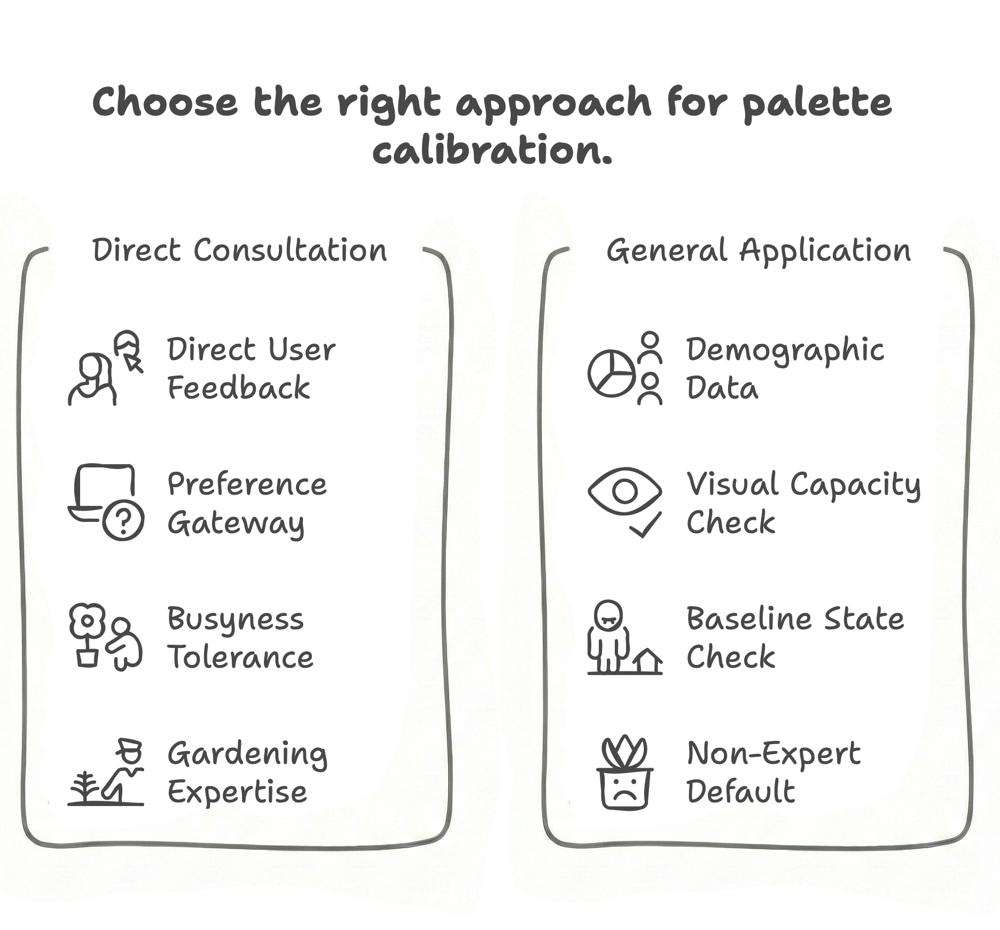 Choose the right approach for palette
calibration.
Direct Consultation
Direct User
Feedback
Preference
Gateway
?
Busyness
Tolerance
Gardening
Expertise
General Application
Demographic
Data
Visual Capacity
Check
Baseline State
Check
Non-Expert
Default